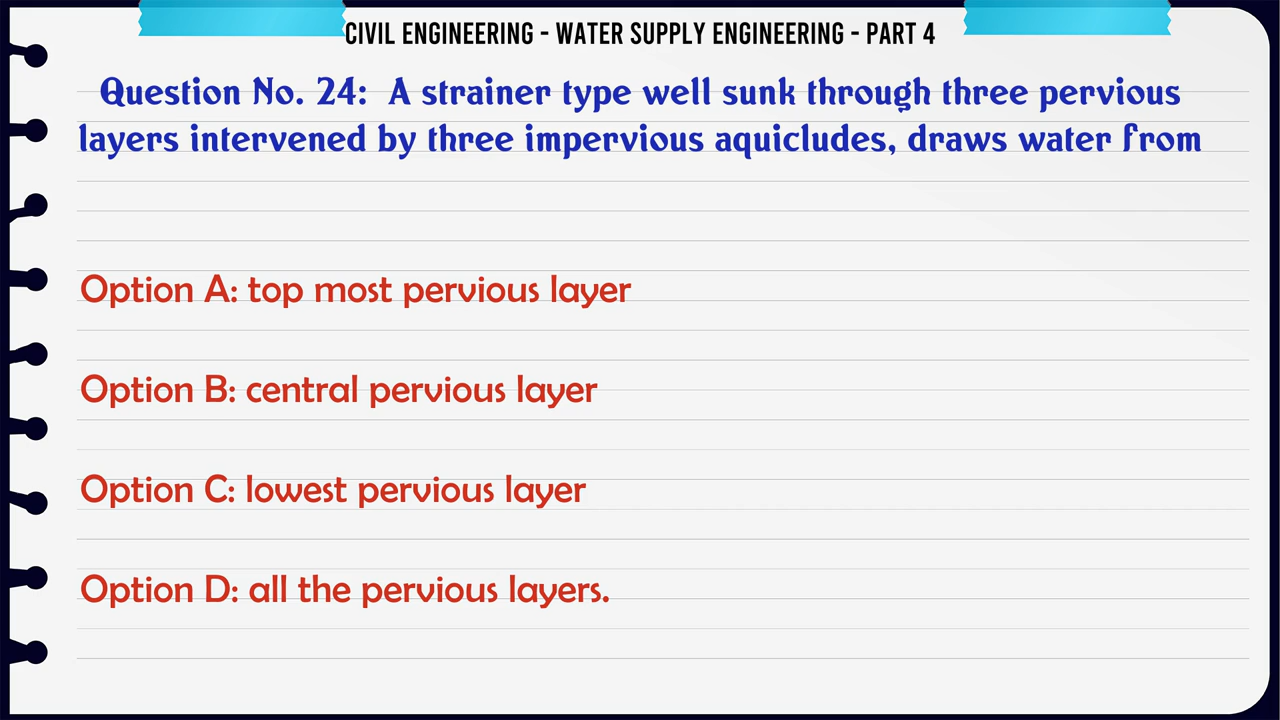 CIVIL ENGINEERING - WATER SUPPLY ENGINEERING - PART 4
Question No. 24: A strainer type well sunk through three pervious
layers intervened by three impervious aquicludes, draws water from
Option A: top most pervious layer
Option B: central pervious layer
Option C: lowest pervious layer
Option D: all the pervious layers.